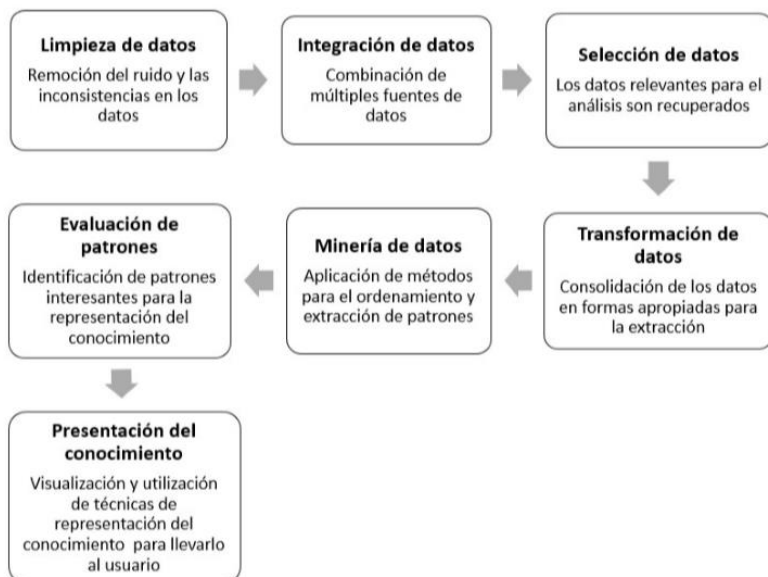 Limpieza de datos
Remoción del ruido y las
inconsistencias en los
datos
Integración de datos
Combinación de
múltiples fuentes de
datos
Selección de datos
Los datos relevantes para el
análisis son recuperados
Transformación de
datos
Consolidación de los datos
en formas apropiadas para
la extracción
Minería de datos
Aplicación de métodos
para el ordenamiento y
extracción de patrones
Evaluación de
patrones
Identificación de patrones
interesantes para la
representación del
conocimiento
Presentación del
conocimiento
Visualización y utilización
de técnicas de
representación del
conocimiento para llevarlo
al usuario